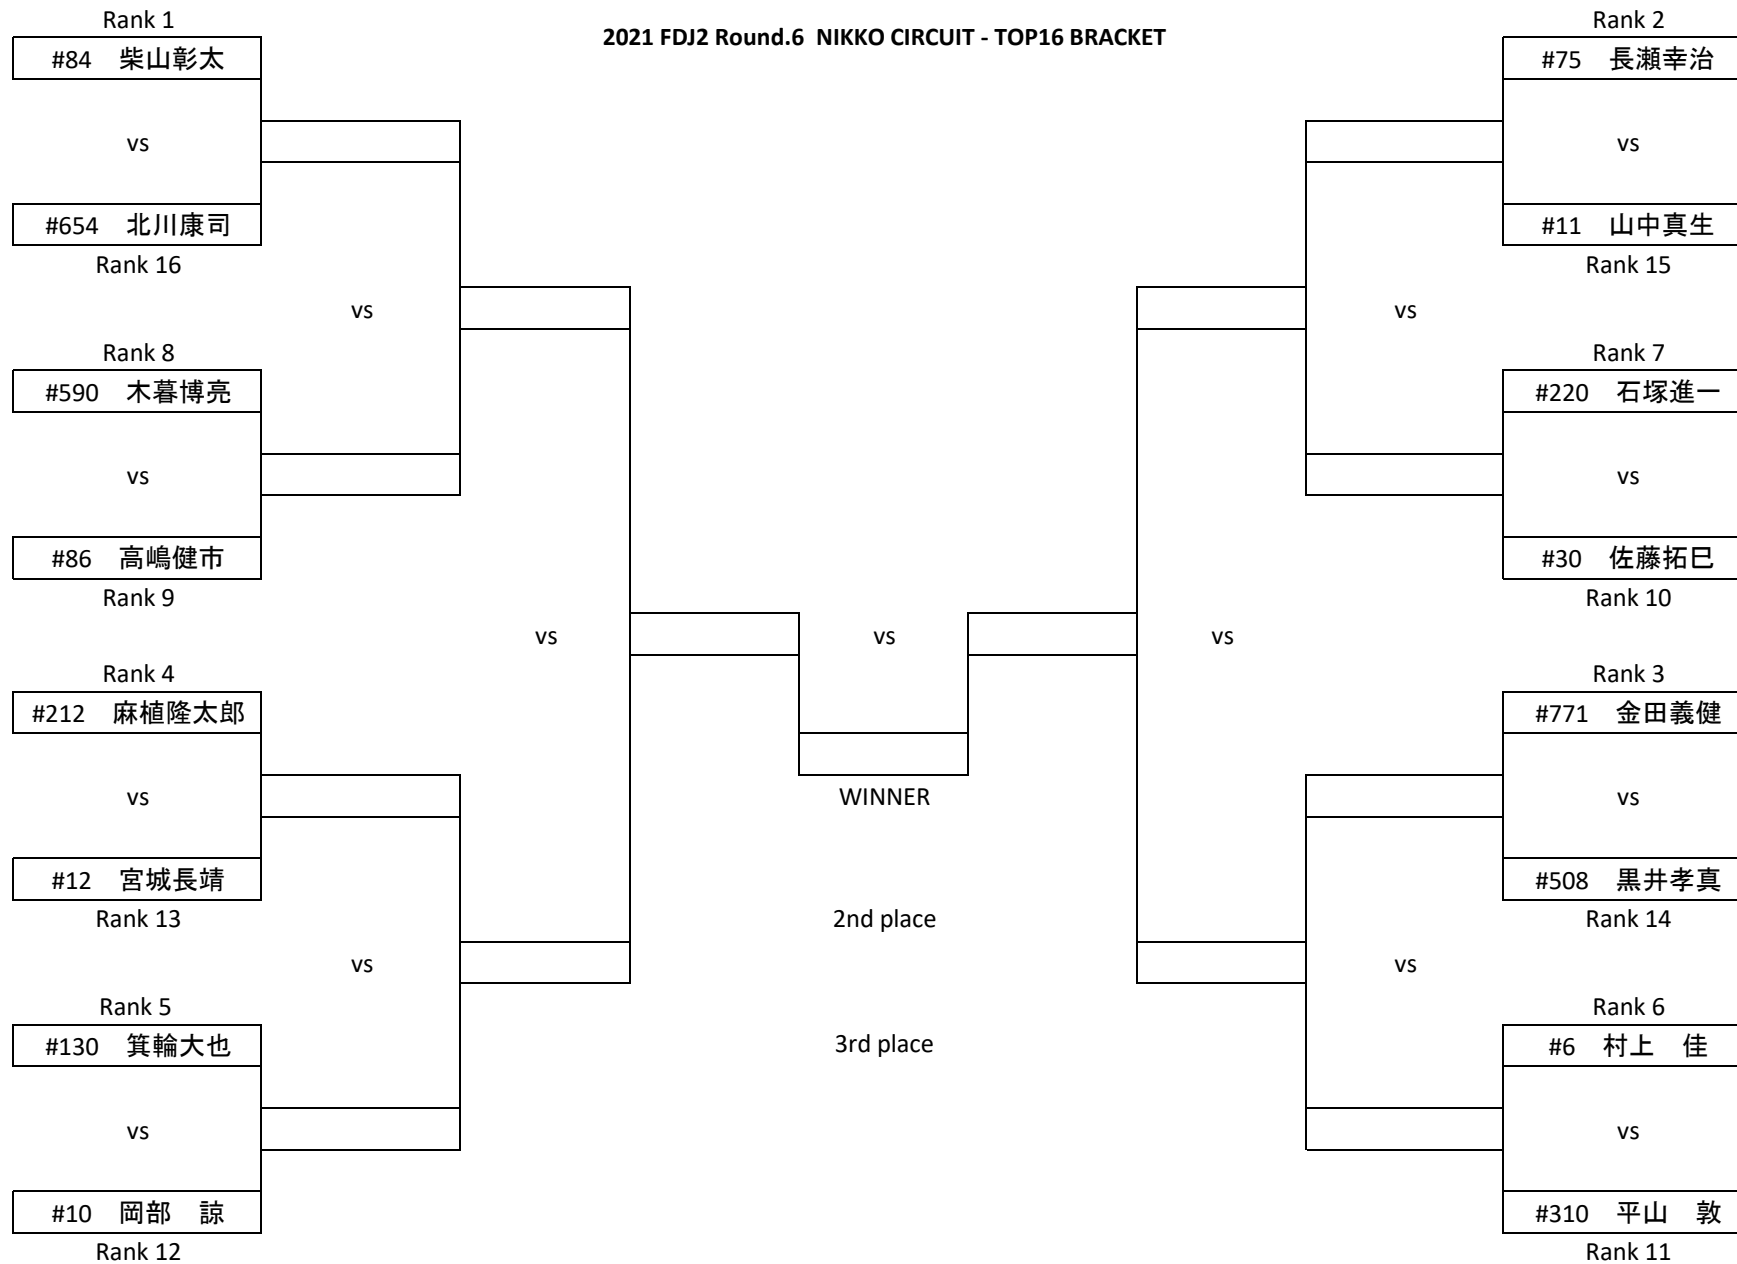 2021 FDJ2 Round.6 NIKKO CIRCUIT - TOP16 BRACKET
Rank 1
#84 柴山彰太
vs
#654 北川康司
Rank 16
vs
Rank 8
#590 木暮博亮
vs
#86 高嶋健市
Rank 9
vs
Rank 4
#212 麻植隆太郎
vs
#12 宮城長靖
Rank 13
vs
Rank 5
#130 箕輪大也
vs
#10 岡部　諒
Rank 12
vs
WINNER
2nd place
3rd place
Rank 2
#75 長瀬幸治
vs
#11 山中真生
Rank 15
vs
Rank 7
#220 石塚進一
vs
#30 佐藤拓巳
Rank 10
vs
Rank 3
#771 金田義健
vs
#508 黒井孝真
Rank 14
vs
Rank 6
#6 村上　佳
vs
#310 平山　敦
Rank 11